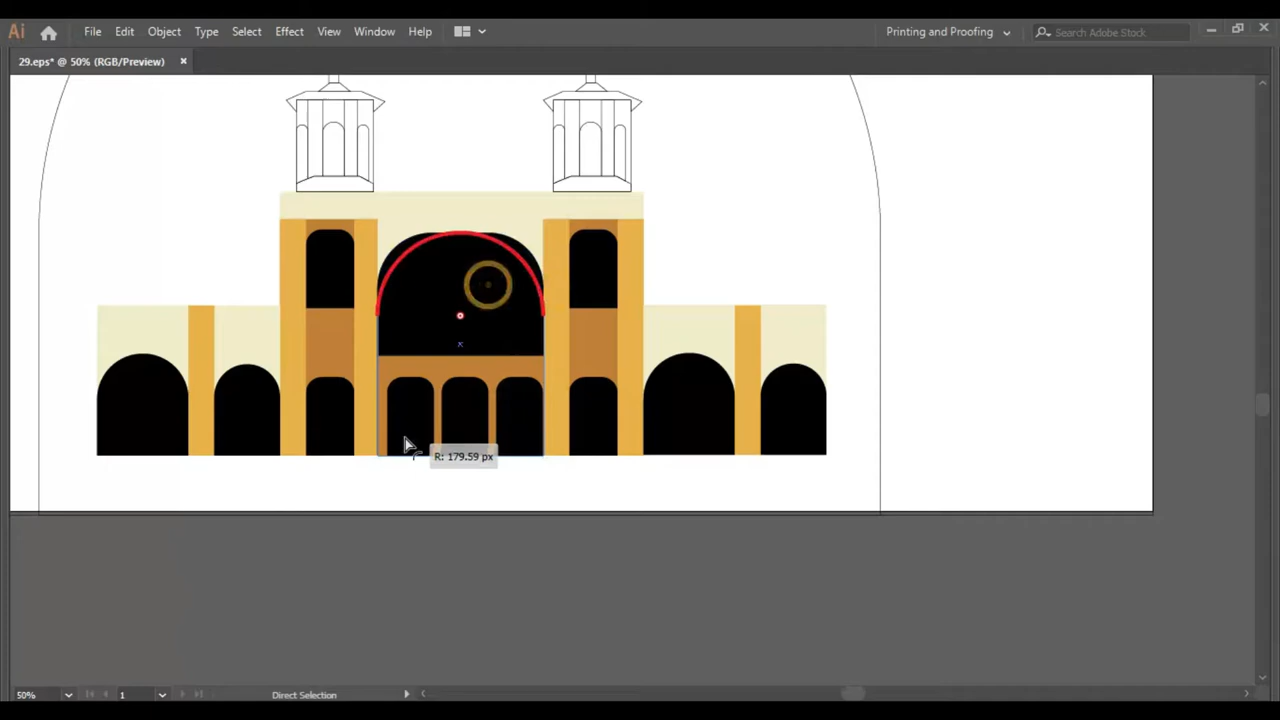 Ai File Edit Object Type Select Effect View Window Help Printing and Proofing Search Adobe Stock
29.eps* @ 50% (RGB/Preview) ×
R: 179.59 px
50% 1 Direct Selection